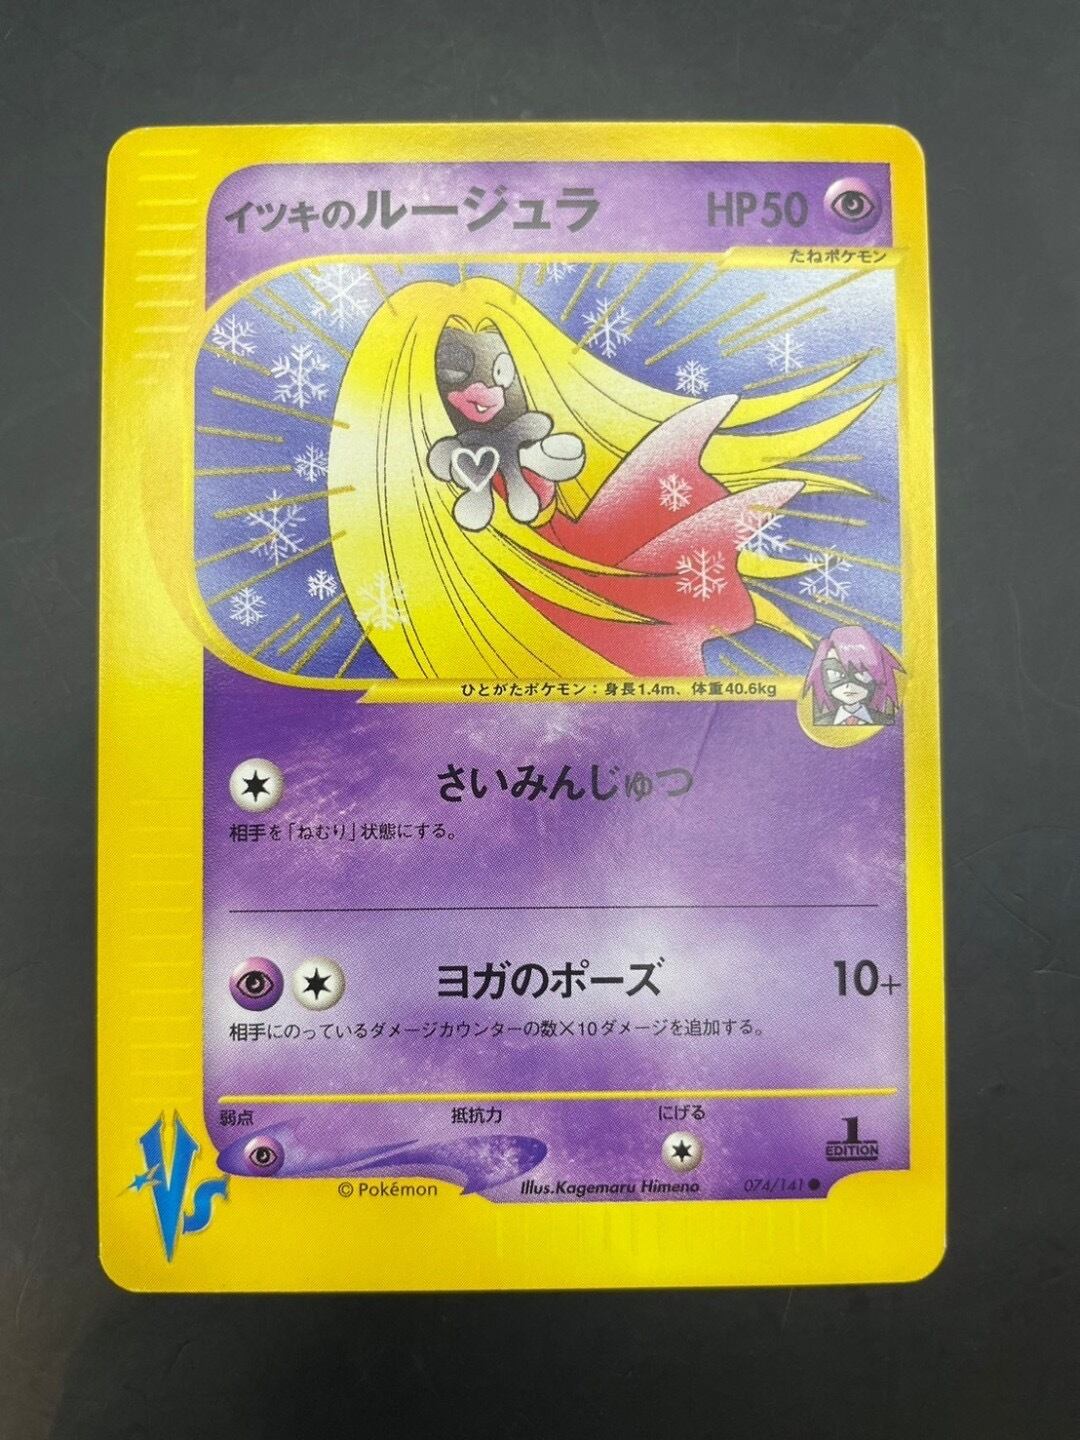 イツキのルージュラ HP50
たねポケモン
ひとがたポケモン：身長1.4m、体重40.6kg
さいみんじゅつ
相手を「ねむり」状態にする。
ヨガのポーズ 10+
相手にのっているダメージカウンターの数×10ダメージを追加する。
弱点 抵抗力 にげる
1
EDITION
VS
© Pokémon Illus.Kagemaru Himeno 074/141●